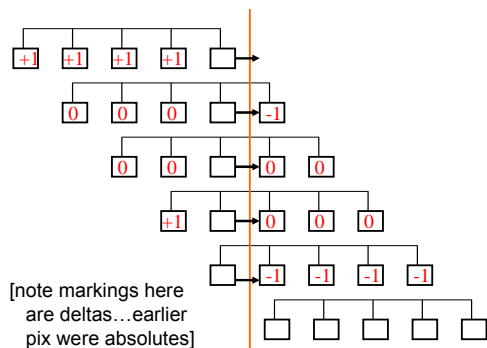 +1 +1 +1 +1
0 0 0 -1
0 0 0 0
+1 0 0 0
-1 -1 -1 -1
[note markings here
are deltas…earlier
pix were absolutes]